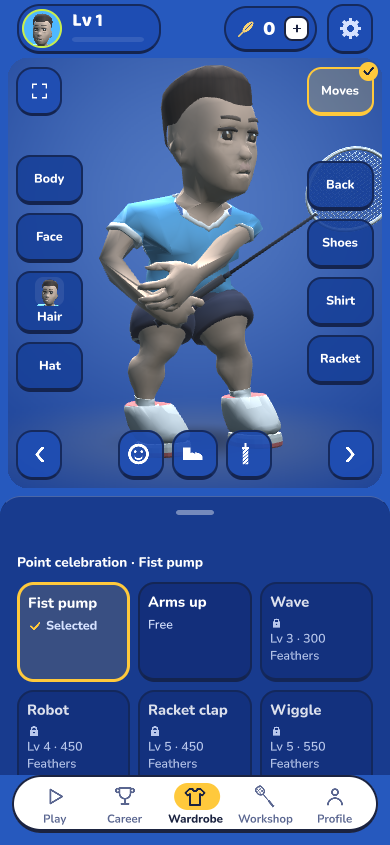 Lv 1
0
+
Moves
Body
Back
Face
Shoes
Hair
Shirt
Hat
Racket
Point celebration · Fist pump
Fist pump
Selected
Arms up
Free
Wave
Lv 3 · 300
Feathers
Robot
Lv 4 · 450
Feathers
Racket clap
Lv 5 · 450
Feathers
Wiggle
Lv 5 · 550
Feathers
Play
Career
Wardrobe
Workshop
Profile